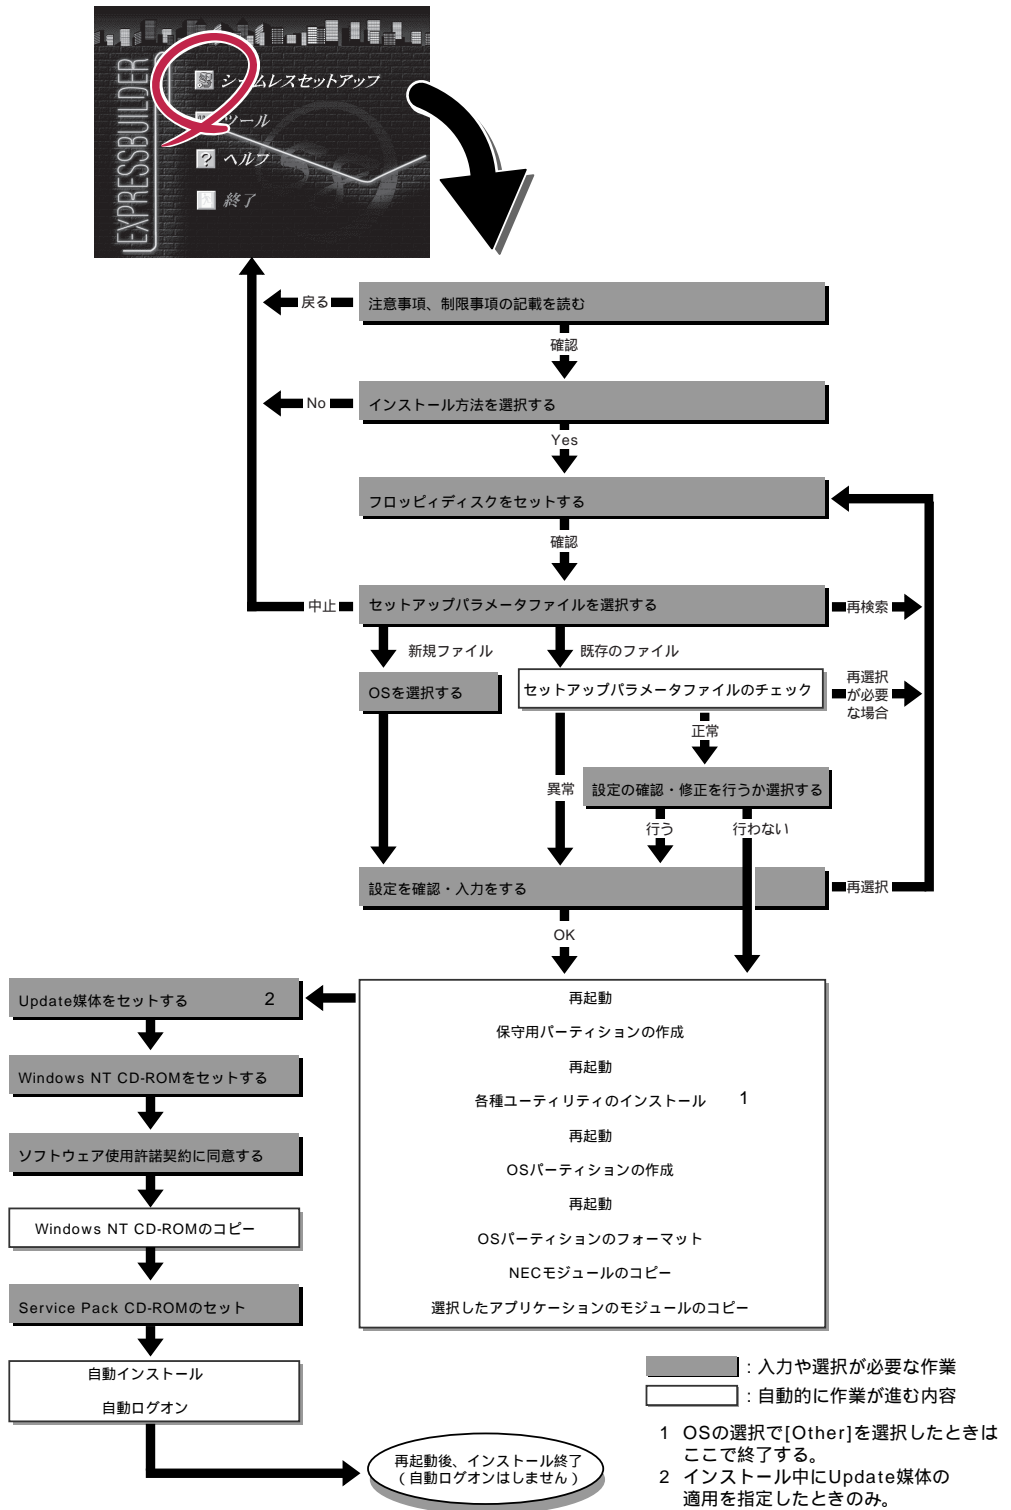 EXPRESSBUILDER
シームレスセットアップ
ツール
ヘルプ
終了
注意事項、制限事項の記載を読む
戻る
確認
インストール方法を選択する
No
Yes
フロッピィディスクをセットする
確認
セットアップパラメータファイルを選択する
中止
再検索
新規ファイル
既存のファイル
OSを選択する
セットアップパラメータファイルのチェック
再選択
が必要
な場合
正常
異常
設定の確認・修正を行うか選択する
行う
行わない
設定を確認・入力をする
再選択
OK
再起動
保守用パーティションの作成
再起動
各種ユーティリティのインストール 1
再起動
OSパーティションの作成
再起動
OSパーティションのフォーマット
NECモジュールのコピー
選択したアプリケーションのモジュールのコピー
Update媒体をセットする 2
Windows NT CD-ROMをセットする
ソフトウェア使用許諾契約に同意する
Windows NT CD-ROMのコピー
Service Pack CD-ROMのセット
自動インストール
自動ログオン
再起動後、インストール終了
(自動ログオンはしません)
:入力や選択が必要な作業
:自動的に作業が進む内容
1 OSの選択で[Other]を選択したときは
ここで終了する。
2 インストール中にUpdate媒体の
適用を指定したときのみ。